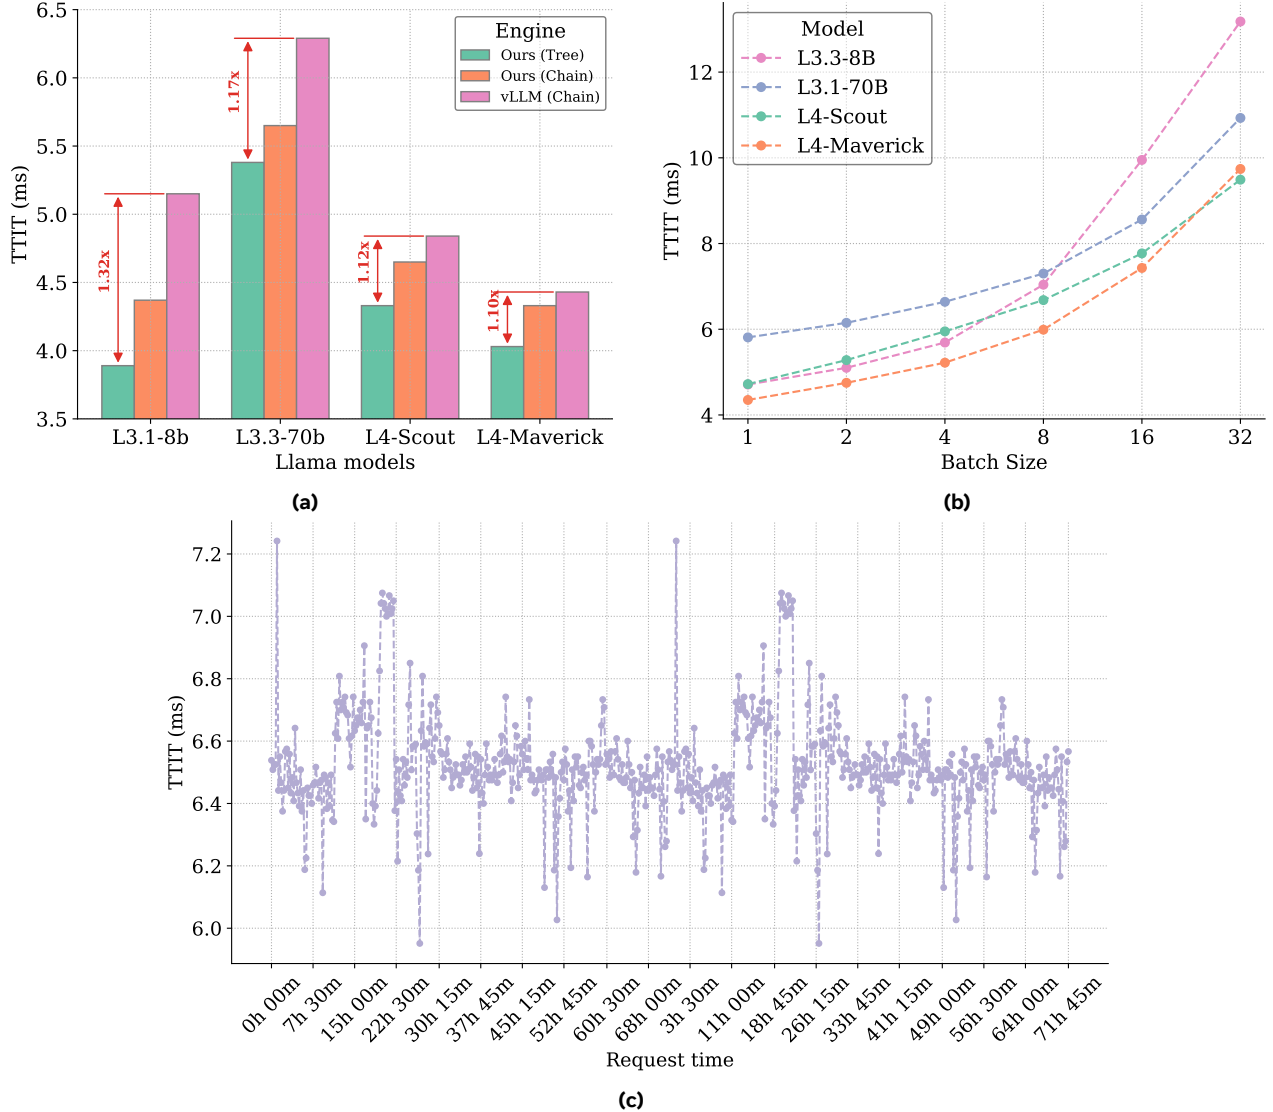 6.5
6.0
5.5
5.0
4.5
4.0
3.5
TTIT (ms)
Engine
Ours (Tree)
Ours (Chain)
vLLM (Chain)
1.32x
1.17x
1.12x
1.10x
L3.1-8b
L3.3-70b
L4-Scout
L4-Maverick
Llama models
(a)
12
10
8
6
4
TTIT (ms)
Model
L3.3-8B
L3.1-70B
L4-Scout
L4-Maverick
1
2
4
8
16
32
Batch Size
(b)
7.2
7.0
6.8
6.6
6.4
6.2
6.0
TTIT (ms)
0h 00m
7h 30m
15h 00m
22h 30m
30h 15m
37h 45m
45h 15m
52h 45m
60h 30m
68h 00m
3h 30m
11h 00m
18h 45m
26h 15m
33h 45m
41h 15m
49h 00m
56h 30m
64h 00m
71h 45m
Request time
(c)